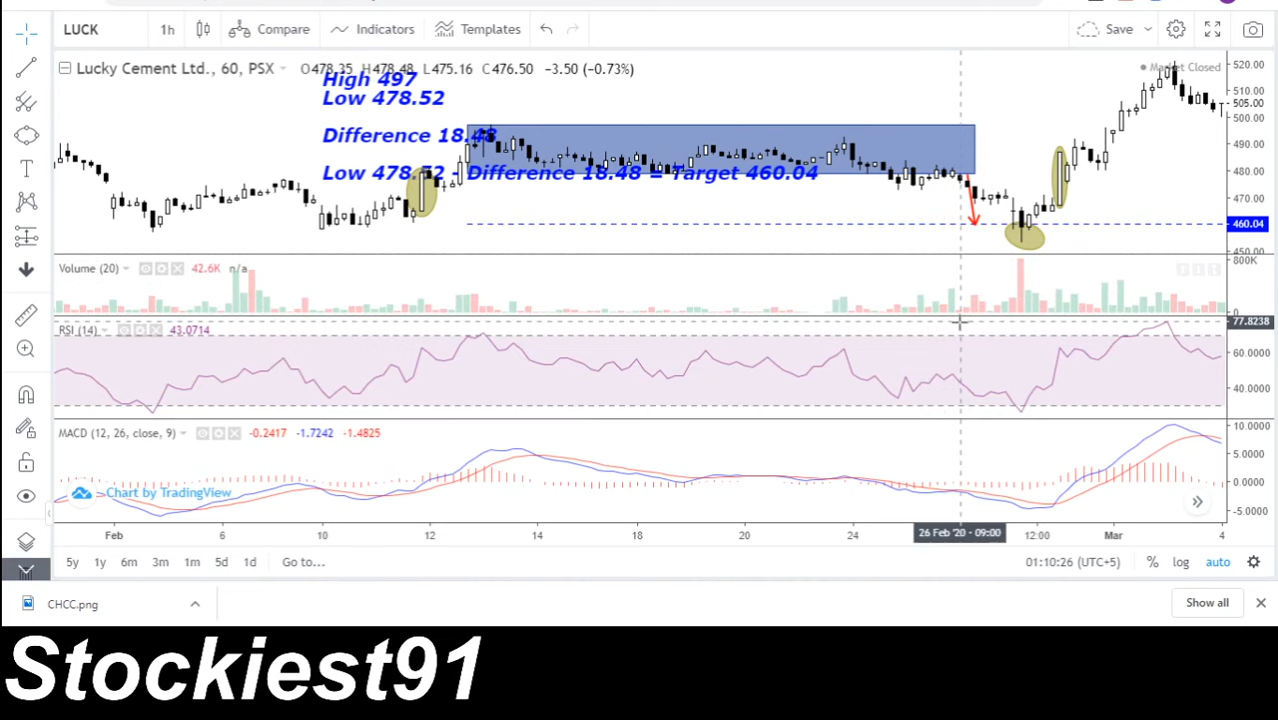 LUCK 1h Compare Indicators Templates Save
Lucky Cement Ltd., 60, PSX O478.35 H478.48 L475.16 C476.50 −3.50 (−0.73%)
Market Closed
High 497
Low 478.52
Difference 18.48
Low 478.52 - Difference 18.48 = Target 460.04
520.00
510.00
505.00
500.00
490.00
480.00
470.00
460.04
450.00
Volume (20) 42.6K n/a
800K
0.00
RSI (14) 43.0714
77.8238
60.0000
40.0000
MACD (12, 26, close, 9) -0.2417 -1.7242 -1.4825
10.0000
5.0000
0.0000
-5.0000
Chart by TradingView
Feb 6 10 12 14 18 20 24 26 Feb '20 - 09:00 12:00 Mar 4
5y 1y 6m 3m 1m 5d 1d Go to... 01:10:26 (UTC+5) % log auto
CHCC.png Show all
Stockiest91